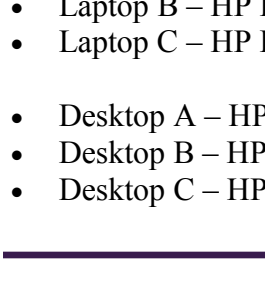 • Laptop B – HP
• Laptop C – HP
• Desktop A – HP
• Desktop B – HP
• Desktop C – HP